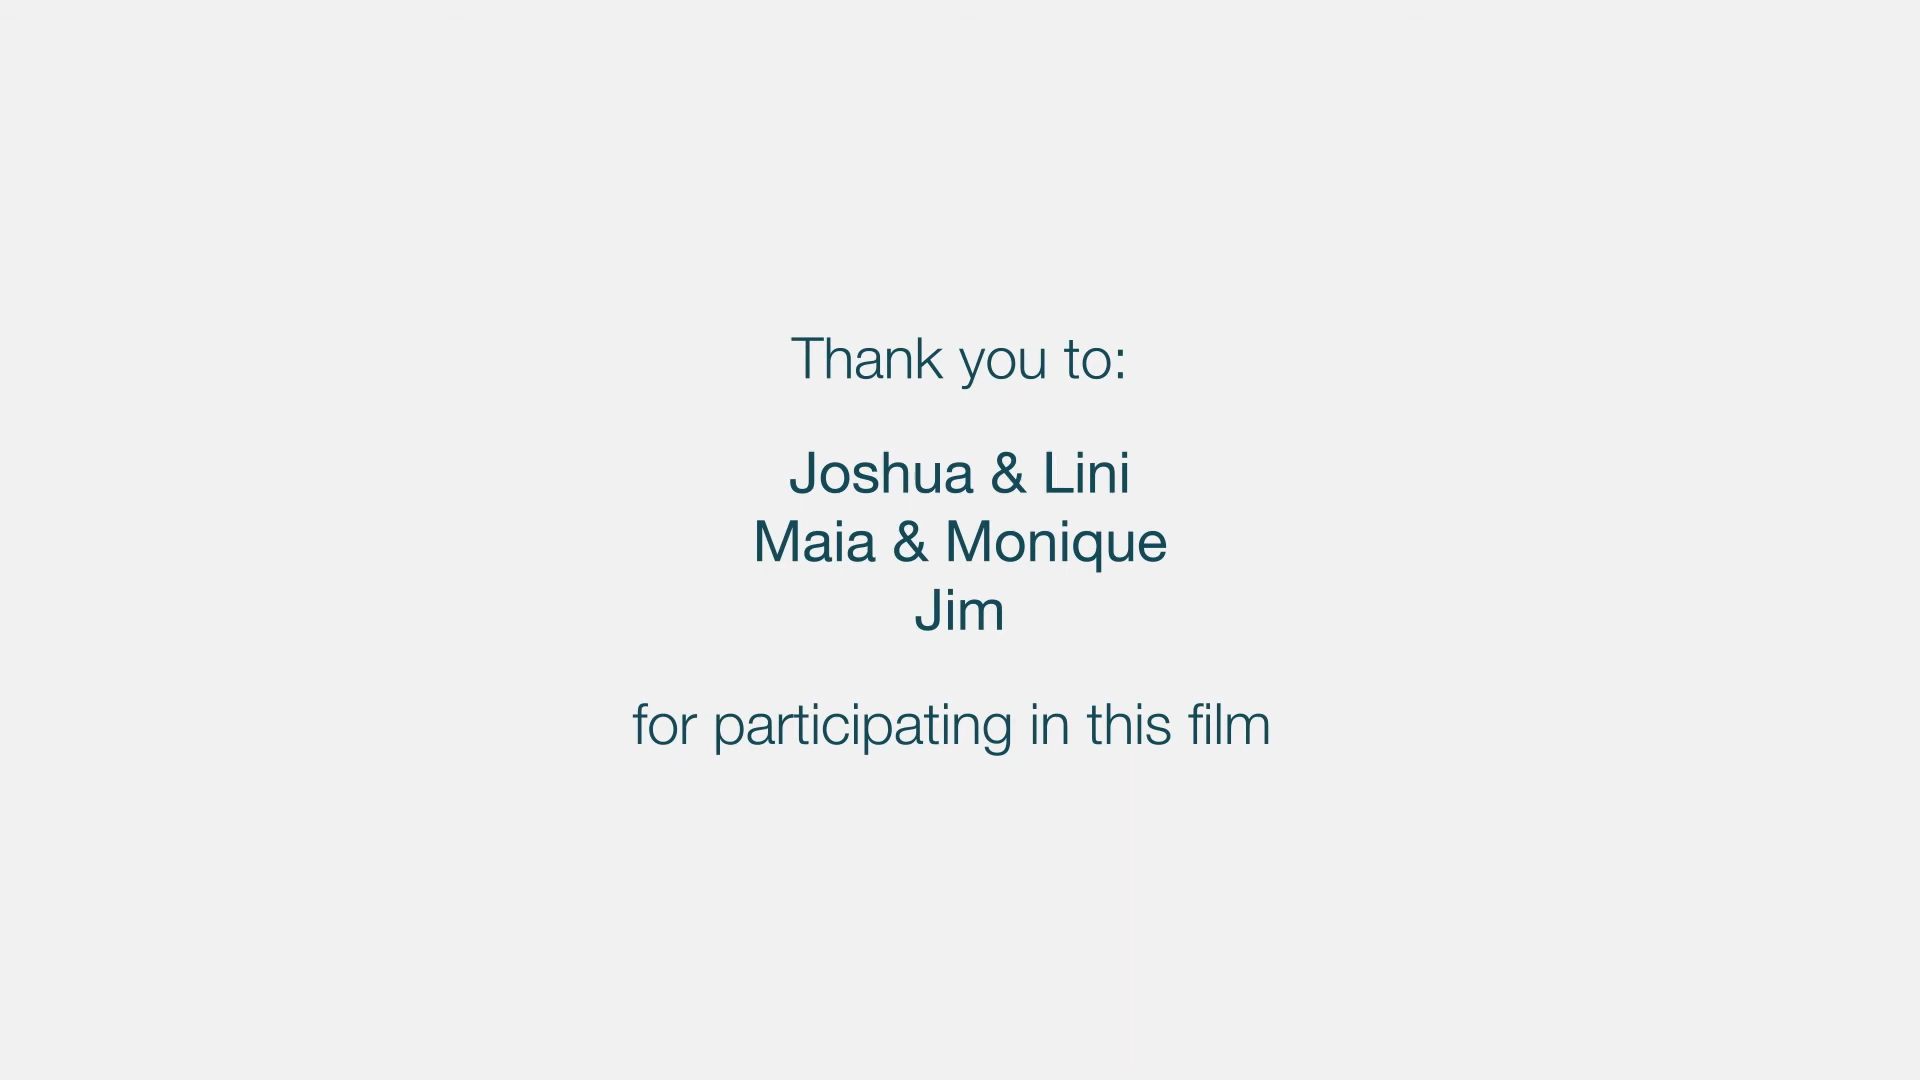 Thank you to:
Joshua & Lini
Maia & Monique
Jim
for participating in this film